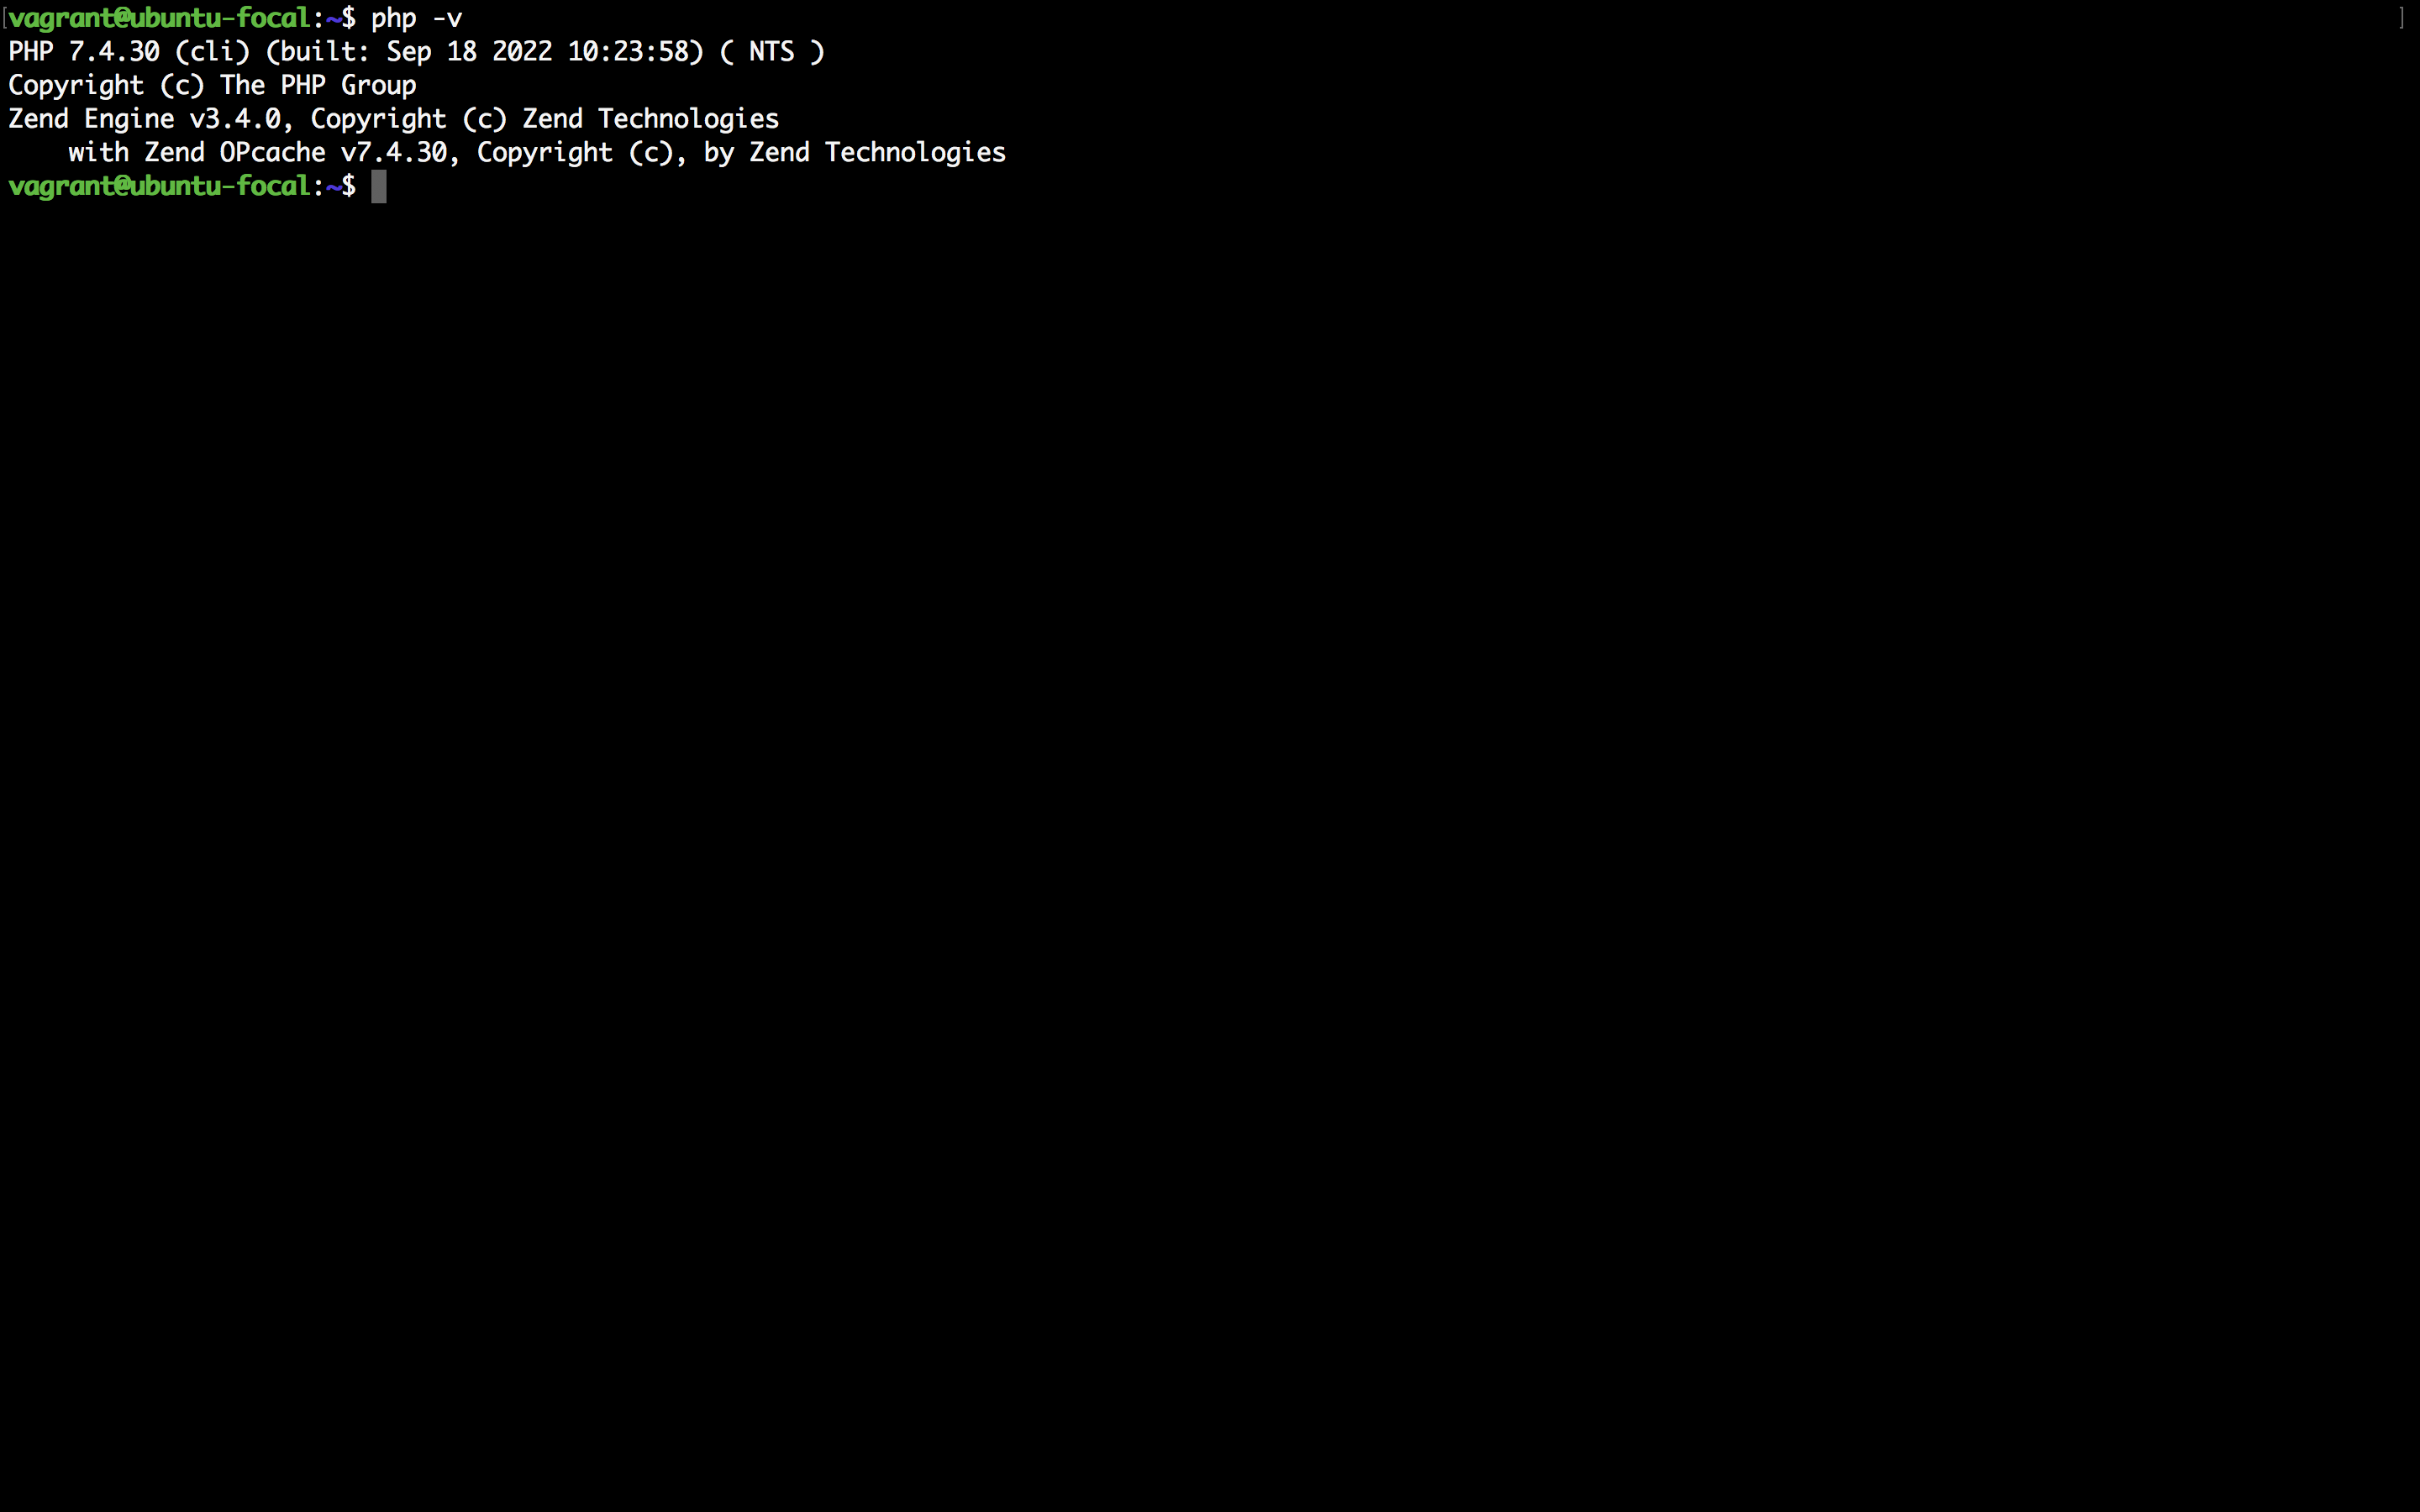 [vagrant@ubuntu-focal:~$ php -v ]
PHP 7.4.30 (cli) (built: Sep 18 2022 10:23:58) ( NTS )
Copyright (c) The PHP Group
Zend Engine v3.4.0, Copyright (c) Zend Technologies
    with Zend OPcache v7.4.30, Copyright (c), by Zend Technologies
vagrant@ubuntu-focal:~$